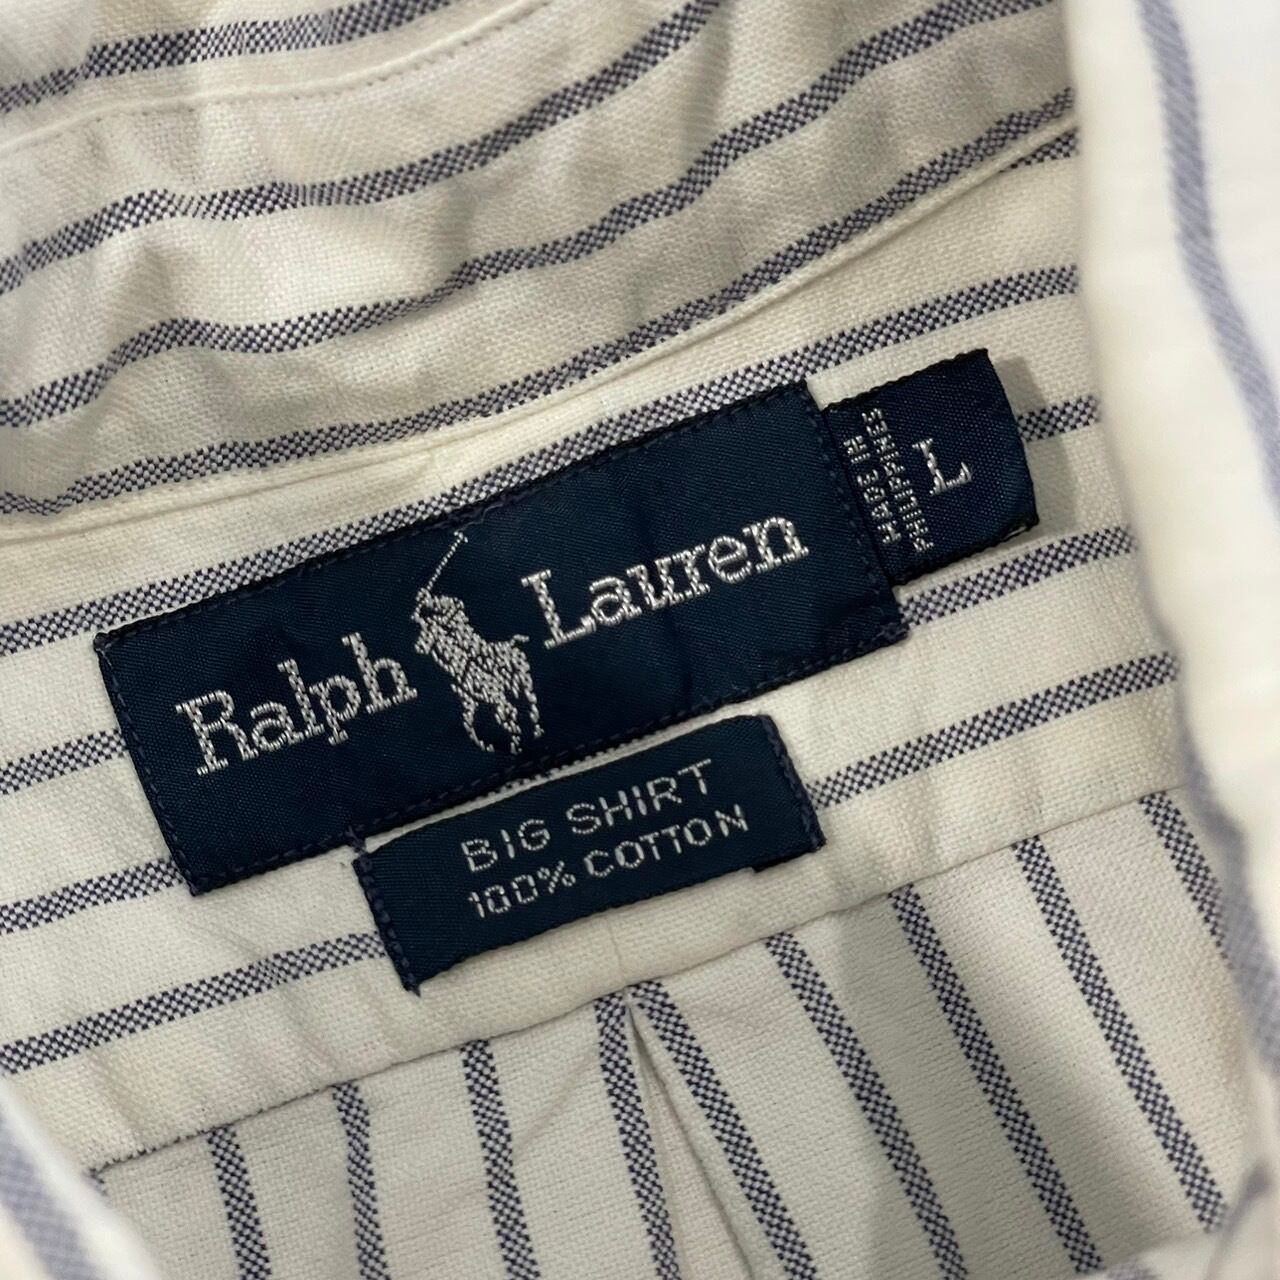 Ralph Lauren
L
MADE IN
PHILIPPINES
BIG SHIRT
100% COTTON